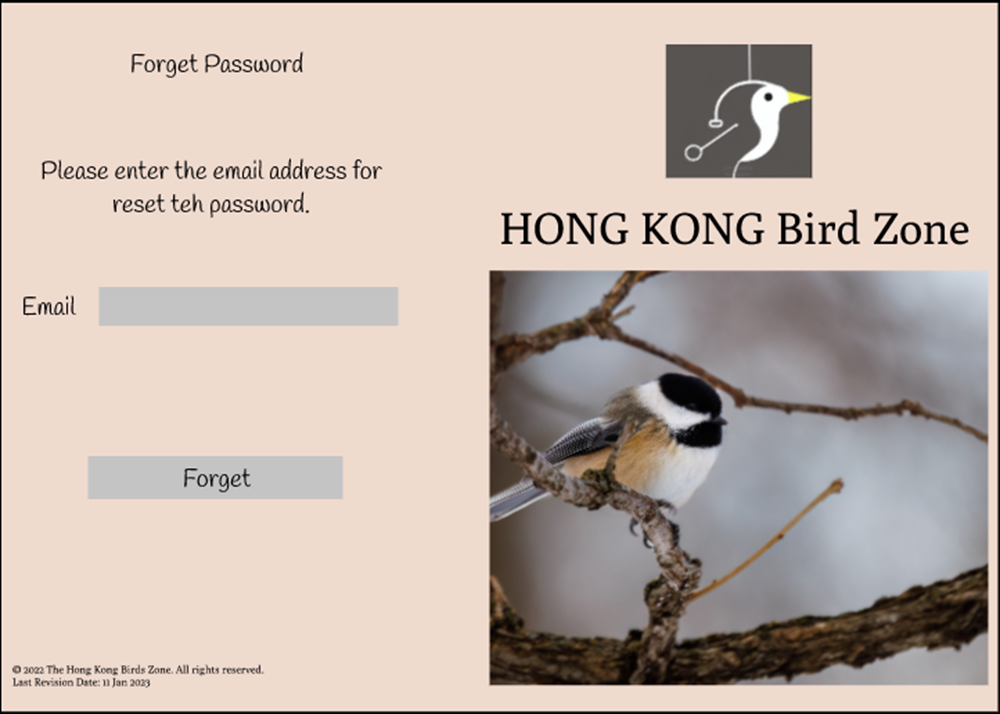 Forget Password
Please enter the email address for
reset teh password.
Email
Forget
© 2022 The Hong Kong Birds Zone. All rights reserved.
Last Revision Date: 11 Jan 2023
HONG KONG Bird Zone